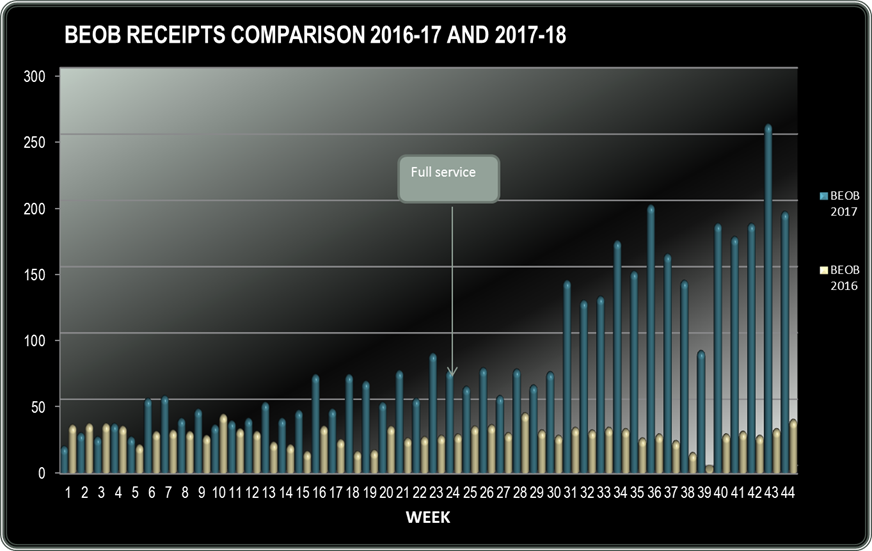 BEOB RECEIPTS COMPARISON 2016-17 AND 2017-18
300
250
200
150
100
50
0
Full service
BEOB
2017
BEOB
2016
1 2 3 4 5 6 7 8 9 10 11 12 13 14 15 16 17 18 19 20 21 22 23 24 25 26 27 28 29 30 31 32 33 34 35 36 37 38 39 40 41 42 43 44
WEEK